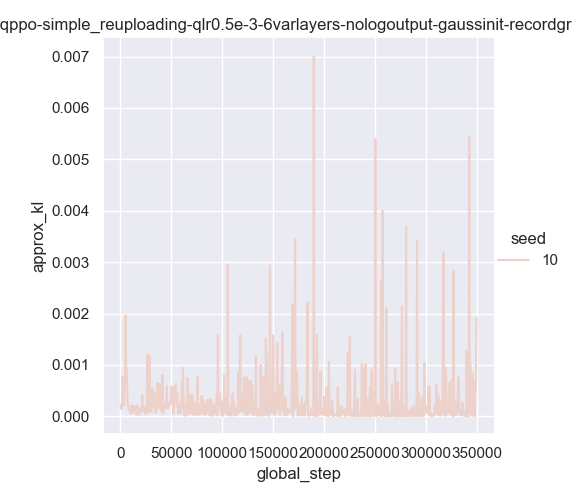 qppo-simple_reuploading-qlr0.5e-3-6varlayers-nologoutput-gaussinit-recordgr
0.007
0.006
0.005
0.004
0.003
0.002
0.001
0.000
approx_kl
seed
10
0 50000 100000 150000 200000 250000 300000 350000
global_step